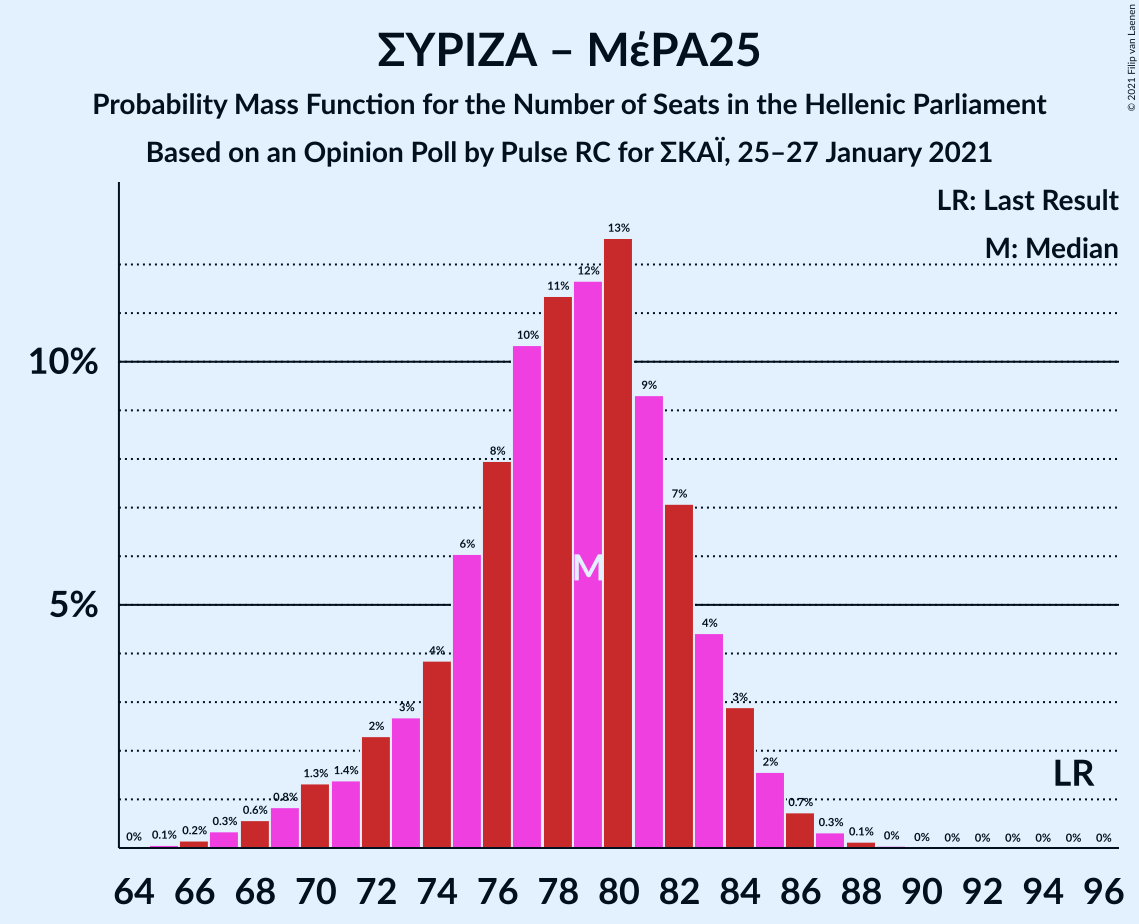 ΣΥΡΙΖΑ – ΜέΡΑ25
Probability Mass Function for the Number of Seats in the Hellenic Parliament
Based on an Opinion Poll by Pulse RC for ΣΚΑΪ, 25–27 January 2021
© 2021 Filip van Laenen
LR: Last Result
M: Median
10%
5%
0% 0.1% 0.2% 0.3% 0.6% 0.8% 1.3% 1.4% 2% 3% 4% 6% 8% 10% 11% 12% 13% 9% 7% 4% 3% 2% 0.7% 0.3% 0.1% 0% 0% 0% 0% 0% 0% 0% 0%
M
LR
64 66 68 70 72 74 76 78 80 82 84 86 88 90 92 94 96